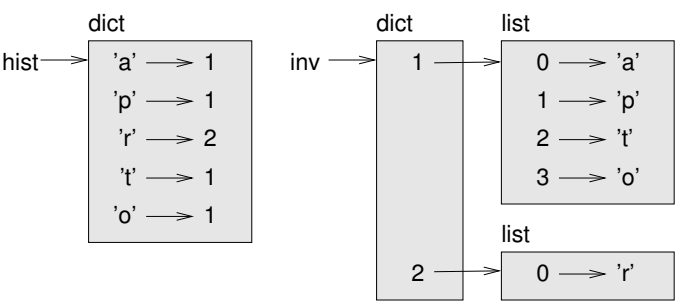 dict
hist
'a' 1
'p' 1
'r' 2
't' 1
'o' 1
dict
inv
1
2
list
0 'a'
1 'p'
2 't'
3 'o'
list
0 'r'